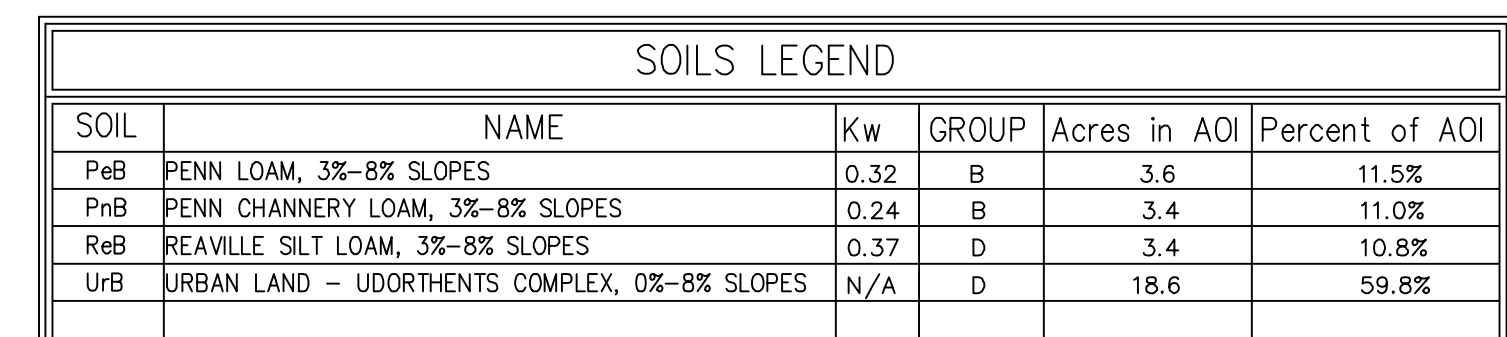 SOILS LEGEND
SOIL NAME Kw GROUP Acres in AOI Percent of AOI
PeB PENN LOAM, 3%-8% SLOPES 0.32 B 3.6 11.5%
PnB PENN CHANNERY LOAM, 3%-8% SLOPES 0.24 B 3.4 11.0%
ReB REAVILLE SILT LOAM, 3%-8% SLOPES 0.37 D 3.4 10.8%
UrB URBAN LAND - UDORTHENTS COMPLEX, 0%-8% SLOPES N/A D 18.6 59.8%